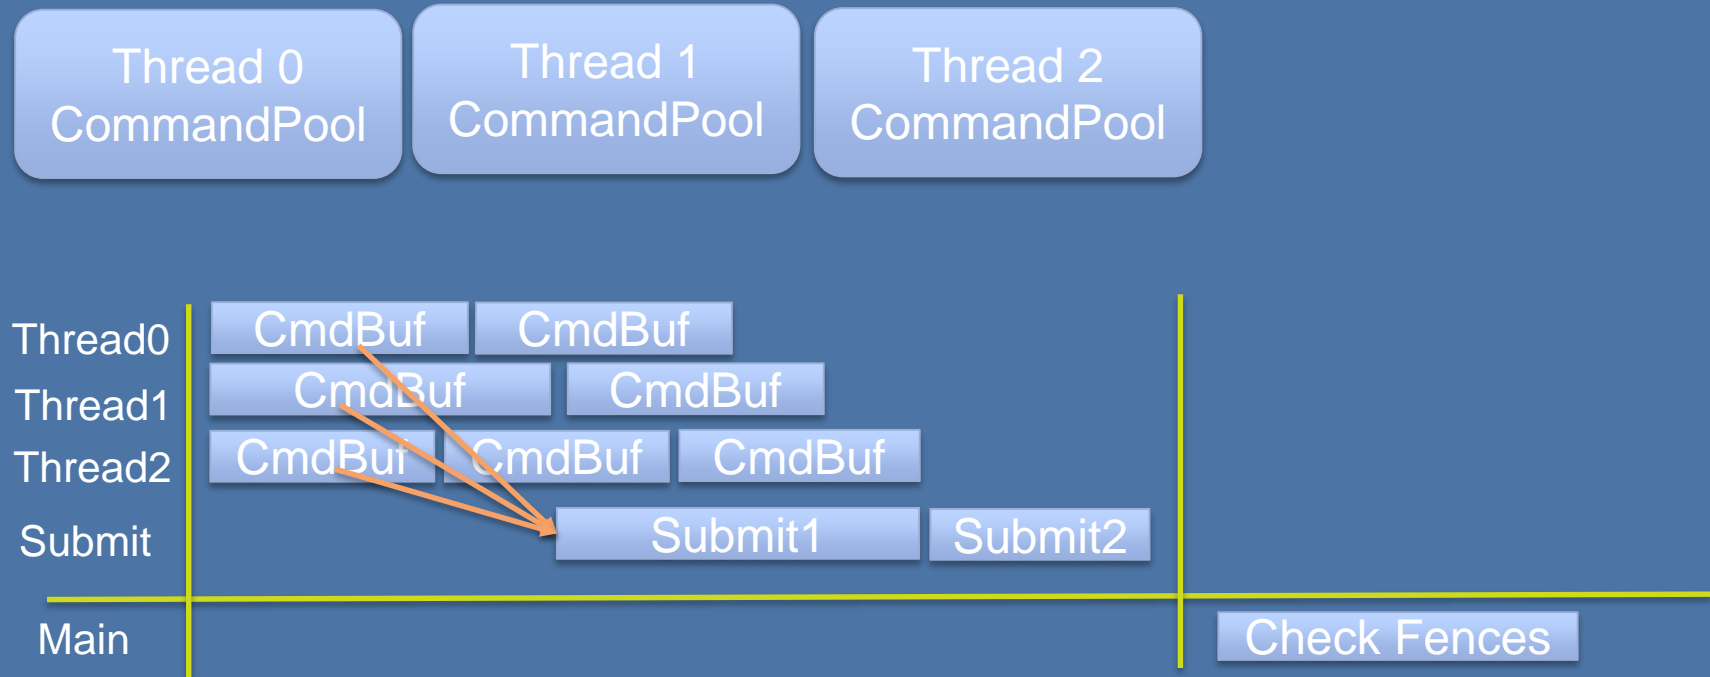 Thread 0
CommandPool
Thread 1
CommandPool
Thread 2
CommandPool
Thread0
CmdBuf
CmdBuf
Thread1
CmdBuf
CmdBuf
Thread2
CmdBuf
CmdBuf
CmdBuf
Submit
Submit1
Submit2
Main
Check Fences